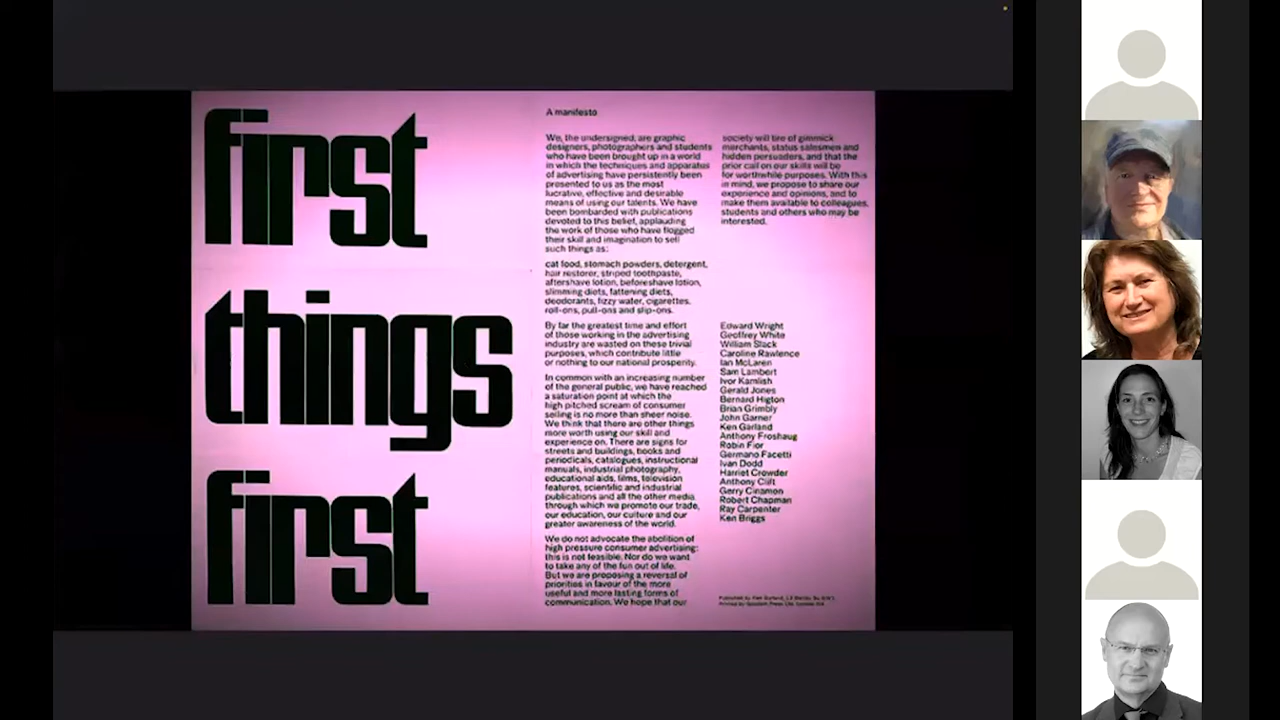 first
things
first
A manifesto
We, the undersigned, are graphic
designers, photographers and students
who have been brought up in a world
in which the techniques and apparatus
of advertising have persistently been
presented to us as the most
lucrative, effective and desirable
means of using our talents. We have
been bombarded with publications
devoted to this belief, applauding
the work of those who have flogged
their skill and imagination to sell
such things as:
cat food, stomach powders, detergent,
hair restorer, striped toothpaste,
aftershave lotion, beforeshave lotion,
slimming diets, fattening diets,
deodorants, fizzy water, cigarettes,
roll-ons, pull-ons and slip-ons.
By far the greatest time and effort
of those working in the advertising
industry are wasted on these trivial
purposes, which contribute little
or nothing to our national prosperity.
In common with an increasing number
of the general public, we have reached
a saturation point at which the
high pitched scream of consumer
selling is no more than sheer noise.
We think that there are other things
more worth using our skill and
experience on. There are signs for
streets and buildings, books and
periodicals, catalogues, instructional
manuals, industrial photography,
educational aids, films, television
features, scientific and industrial
publications and all the other media
through which we promote our trade,
our education, our culture and our
greater awareness of the world.
We do not advocate the abolition of
high pressure consumer advertising:
this is not feasible. Nor do we want
to take any of the fun out of life.
But we are proposing a reversal of
priorities in favour of the more
useful and more lasting forms of
communication. We hope that our
society will tire of gimmick
merchants, status salesmen and
hidden persuaders, and that the
prior call on our skills will be
for worthwhile purposes. With this
in mind, we propose to share our
experience and opinions, and to
make them available to colleagues,
students and others who may be
interested.
Edward Wright
Geoffrey White
William Slack
Caroline Rawlence
Ian McLaren
Sam Lambert
Ivor Kamlish
Gerald Jones
Bernard Higton
Brian Grimbly
John Garner
Ken Garland
Anthony Froshaug
Robin Fior
Germano Facetti
Ivan Dodd
Harriet Crowder
Anthony Clift
Gerry Cinamon
Robert Chapman
Ray Carpenter
Ken Briggs
Published by Ken Garland,
Printed by